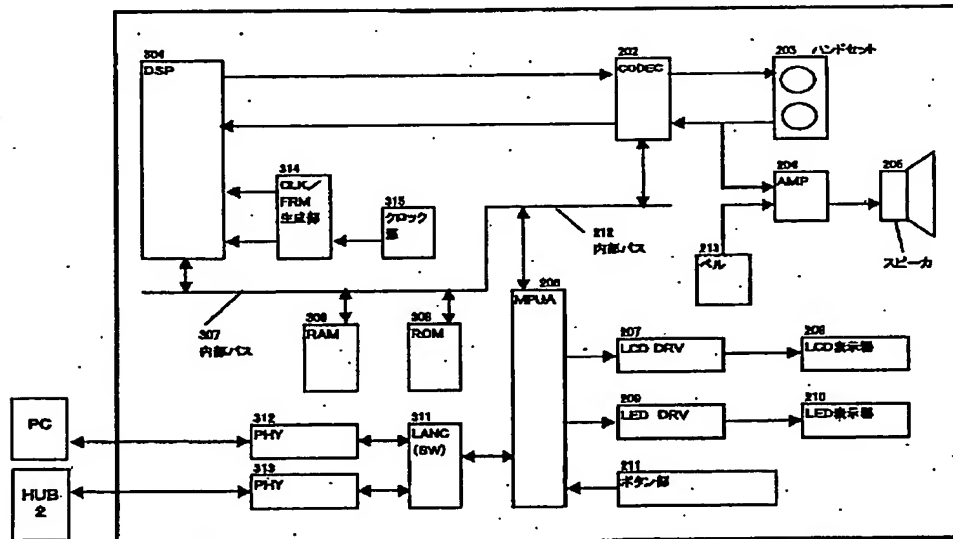 304
DSP
202
CODEC
203
ハンドセット
314
CLK/
FRM
生成部
315
クロック
部
204
AMP
205
スピーカ
213
ベル
212
内部バス
307
内部バス
309
RAM
308
ROM
206
MPUA
207
LCD DRV
208
LCD表示器
209
LED DRV
210
LED表示器
211
ボタン部
PC
312
PHY
311
LANC
(SW)
313
PHY
HUB
2